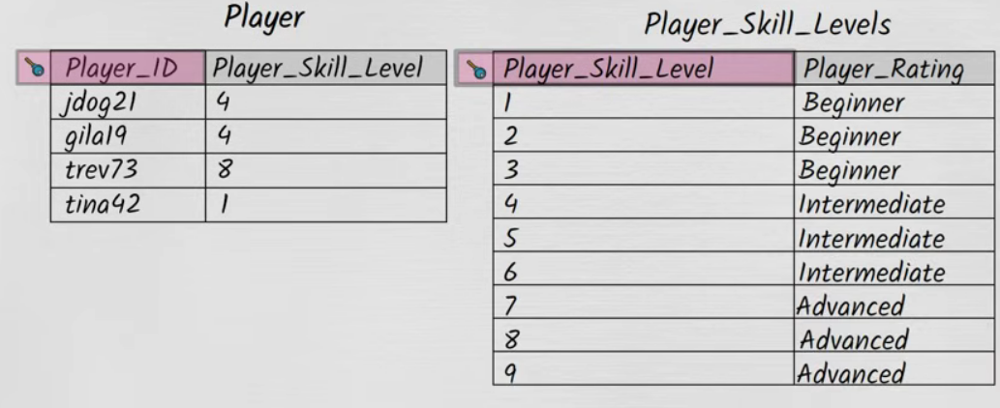 Player
Player_ID Player_Skill_Level
jdog21 4
gila19 4
trev73 8
tina42 1
Player_Skill_Levels
Player_Skill_Level Player_Rating
1 Beginner
2 Beginner
3 Beginner
4 Intermediate
5 Intermediate
6 Intermediate
7 Advanced
8 Advanced
9 Advanced